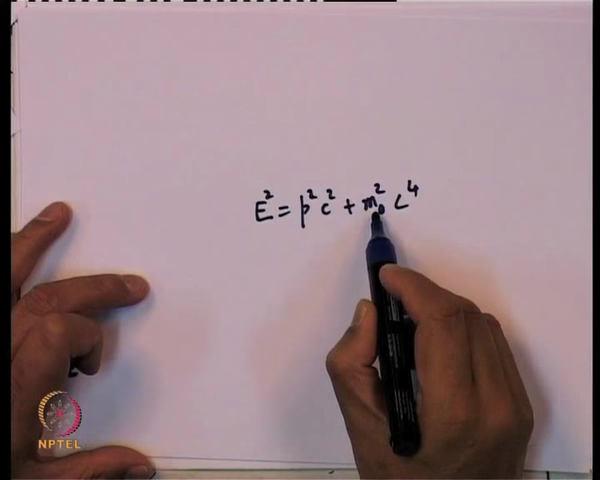 E² = p²c² + m₀²c⁴
NPTEL